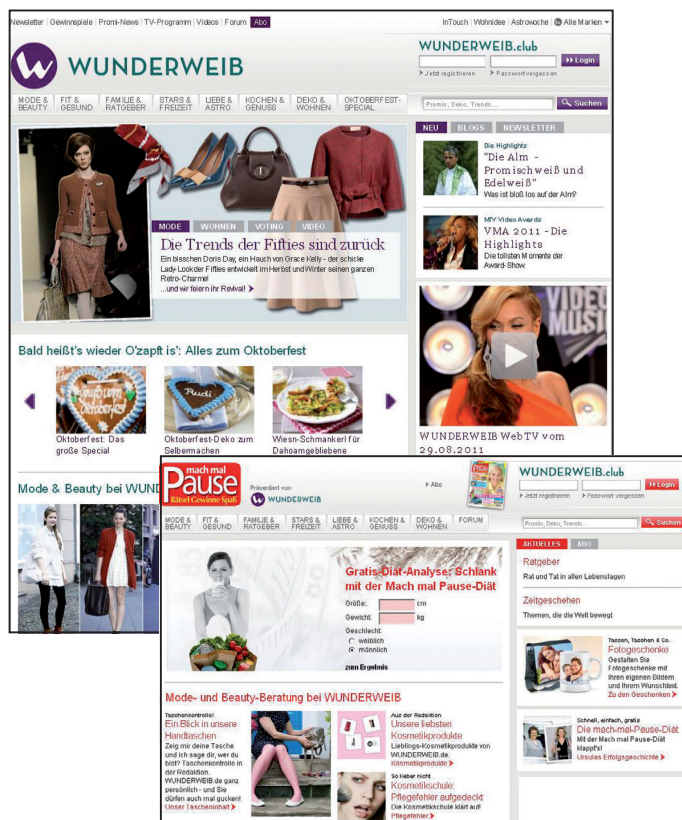 Newsletter | Gewinnspiele | Promi-News | TV-Programm | Videos | Forum Abo
InTouch | Wohnidee | Astrowoche | Alle Marken
WUNDERWEIB
WUNDERWEIB.club
Login
Jetzt registrieren Passwort vergessen
MODE & BEAUTY
FIT & GESUND
FAMILIE & RATGEBER
STARS & FREIZEIT
LIEBE & ASTRO
KOCHEN & GENUSS
DEKO & WOHNEN
OKTOBERFEST-SPECIAL
Promis, Deko, Trends... Suchen
MODE WOHNEN VOTING VIDEO
Die Trends der Fifties sind zurück
Ein bisschen Doris Day, ein Hauch von Grace Kelly - der schicke
Lady-Look der Fifties entwickelt im Herbst und Winter seinen ganzen
Retro-Charme!
...und wir feiern ihr Revival!
NEU BLOGS NEWSLETTER
Die Highlights
"Die Alm -
Promischweiß und
Edelweiß"
Was ist bloß los auf der Alm?
MTV Video Awards
VMA 2011 - Die
Highlights
Die tollsten Momente der
Award-Show
VIDEO
MUSIC
WUNDERWEIB WebTV vom
29.08.2011
Bald heißt's wieder O'zapft is': Alles zum Oktoberfest
Gruß vom
Oktoberfest
Oktoberfest: Das
große Special
Rudi
Oktoberfest-Deko zum
Selbermachen
Wiesn-Schmankerl für
Dahoamgebliebene
Mode & Beauty bei WUND
mach mal
Pause
Rätsel Gewinne Spaß
Präsentiert von
WUNDERWEIB
Abo
Pause
WUNDERWEIB.club
Login
Jetzt registrieren Passwort vergessen
MODE & BEAUTY
FIT & GESUND
FAMILIE & RATGEBER
STARS & FREIZEIT
LIEBE & ASTRO
KOCHEN & GENUSS
DEKO & WOHNEN
FORUM
Promis, Deko, Trends... Suchen
Gratis-Diät-Analyse: Schlank
mit der Mach mal Pause-Diät
Größe: cm
Gewicht: kg
Geschlecht:
weiblich
männlich
zum Ergebnis
AKTUELLES ABO
Ratgeber
Rat und Tat in allen Lebenslagen
Zeitgeschehen
Themen, die die Welt bewegt
Tassen, Taschen & Co.
Fotogeschenke
Gestalten Sie
Fotogeschenke mit
Ihren eigenen Bildern
und Ihrem Wunschtext.
Zu den Geschenken
Schnell, einfach, gratis
Die mach-mal-Pause-Diät
Mit der Mach mal Pause-Diät
klappt's!
Ursulas Erfolgsgeschichte
Mode- und Beauty-Beratung bei WUNDERWEIB
Taschenkontrolle!
Ein Blick in unsere
Handtaschen
Zeig mir deine Tasche
und ich sage dir, wer du
bist? Taschenkontrolle in
der Redaktion.
WUNDERWEIB.de ganz
persönlich - und Sie
dürfen auch mal gucken!
Unser Tascheninhalt
Aus der Redaktion
Unsere liebsten
Kosmetikprodukte
Lieblings-Kosmetikprodukte von
WUNDERWEIB.de.
Kosmetikprodukte
So lieber nicht
Kosmetikschule:
Pflegefehler aufgedeckt
Die Kosmetikschule klärt auf!
Pflegefehler